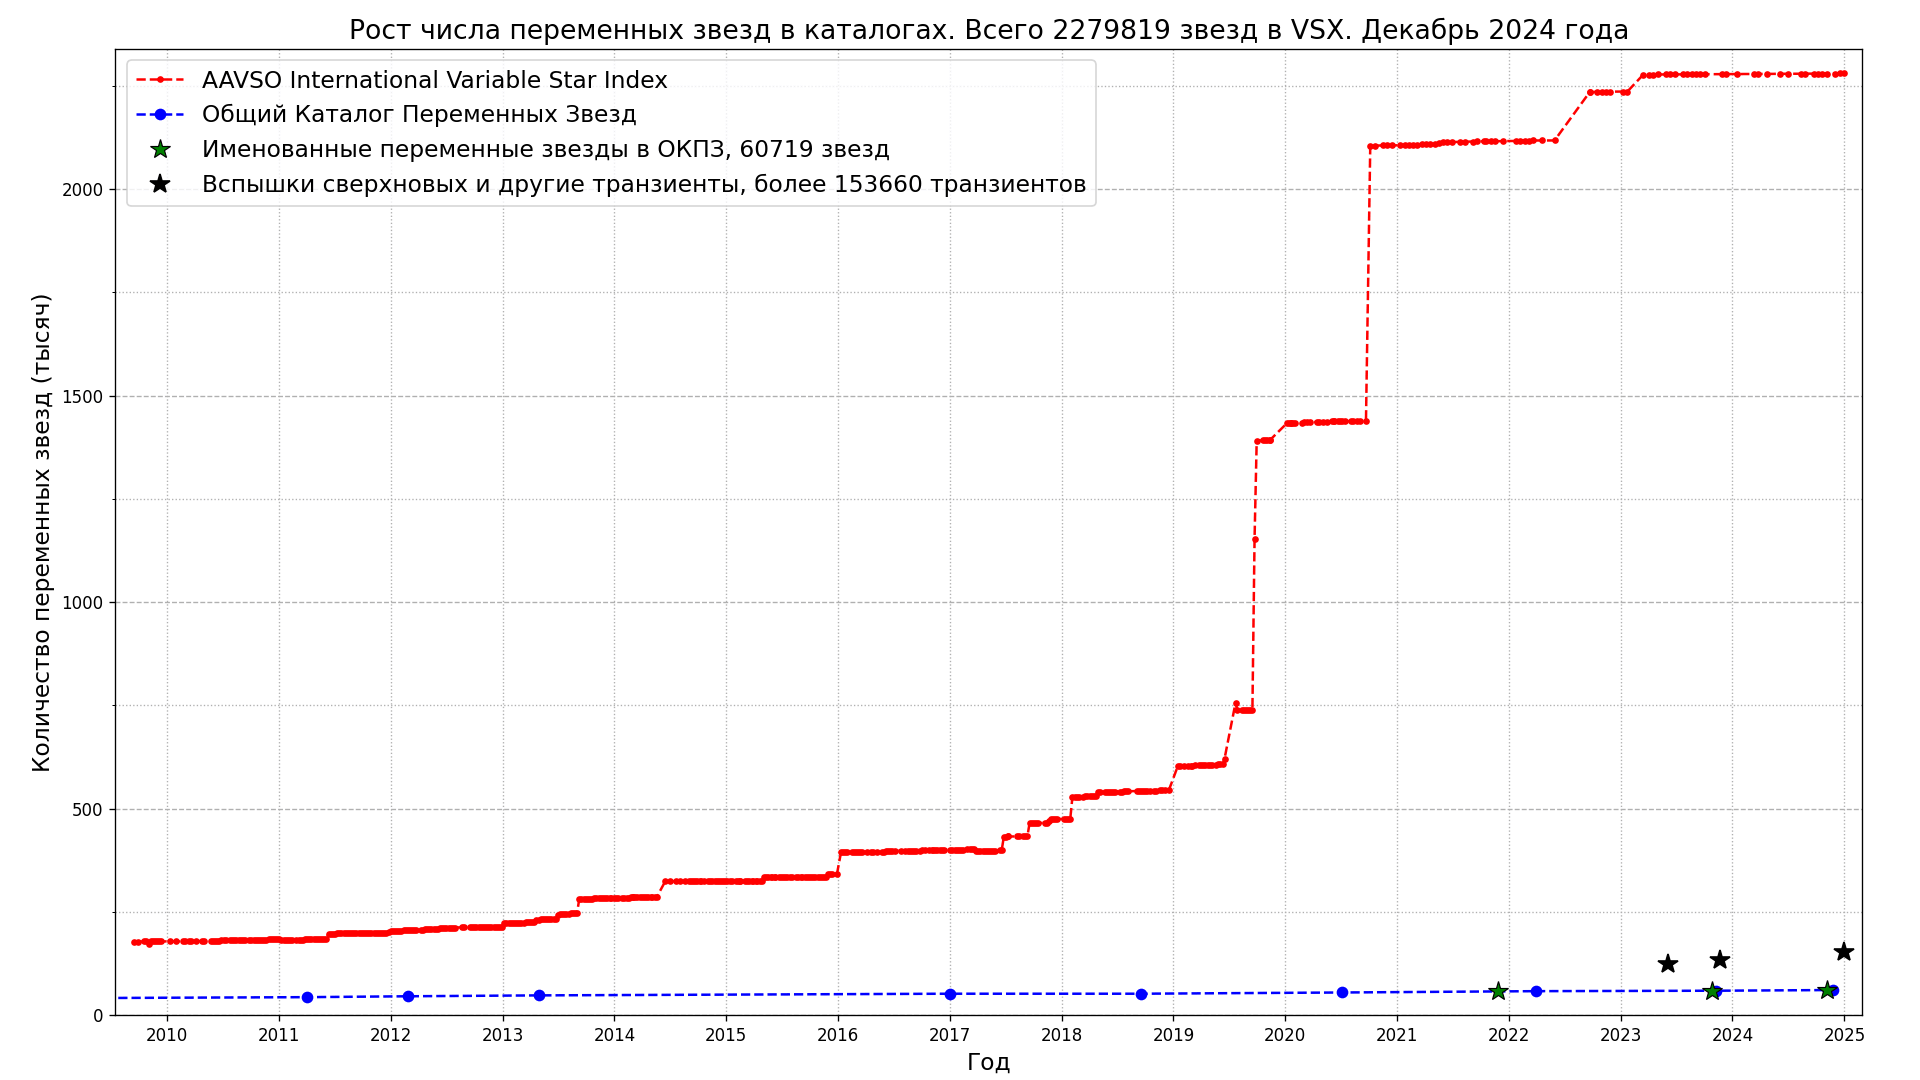 Рост числа переменных звезд в каталогах. Всего 2279819 звезд в VSX. Декабрь 2024 года
AAVSO International Variable Star Index
Общий Каталог Переменных Звезд
Именованные переменные звезды в ОКПЗ, 60719 звезд
Вспышки сверхновых и другие транзиенты, более 153660 транзиентов
Количество переменных звезд (тысяч)
2000
1500
1000
500
0
2010 2011 2012 2013 2014 2015 2016 2017 2018 2019 2020 2021 2022 2023 2024 2025
Год